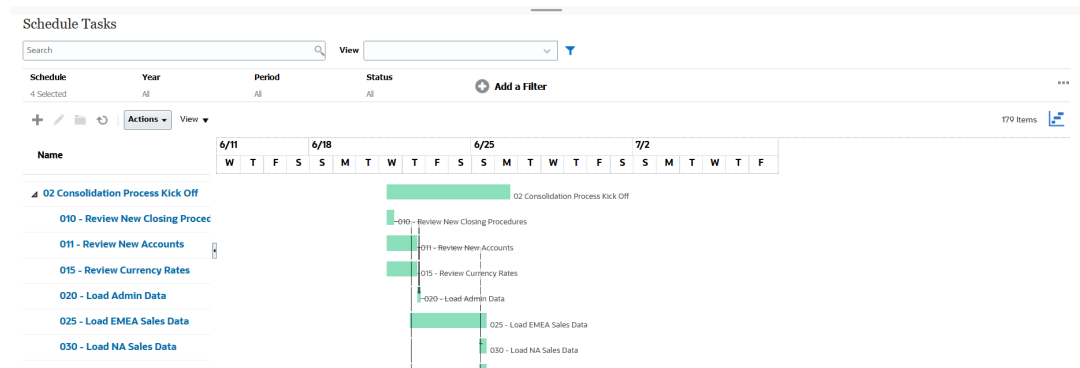 Schedule Tasks
Search
View
Schedule Year Period Status
4 Selected All All All
Add a Filter
Actions View
179 Items
Name
6/11 6/18 6/25 7/2
W T F S S M T W T F S S M T W T F S S M T W T F
02 Consolidation Process Kick Off 02 Consolidation Process Kick Off
010 - Review New Closing Proced 010 - Review New Closing Procedures
011 - Review New Accounts 011 - Review New Accounts
015 - Review Currency Rates 015 - Review Currency Rates
020 - Load Admin Data 020 - Load Admin Data
025 - Load EMEA Sales Data 025 - Load EMEA Sales Data
030 - Load NA Sales Data 030 - Load NA Sales Data